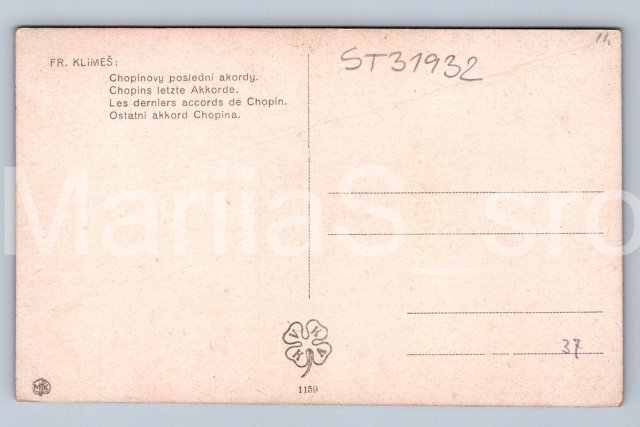 FR. KLIMEŠ:
Chopinovy poslední akordy.
Chopins letzte Akkorde.
Les derniers accords de Chopin.
Ostatni akkord Chopina.
ST31932
11.
MariiaS_sro
V K
K A
37
1159